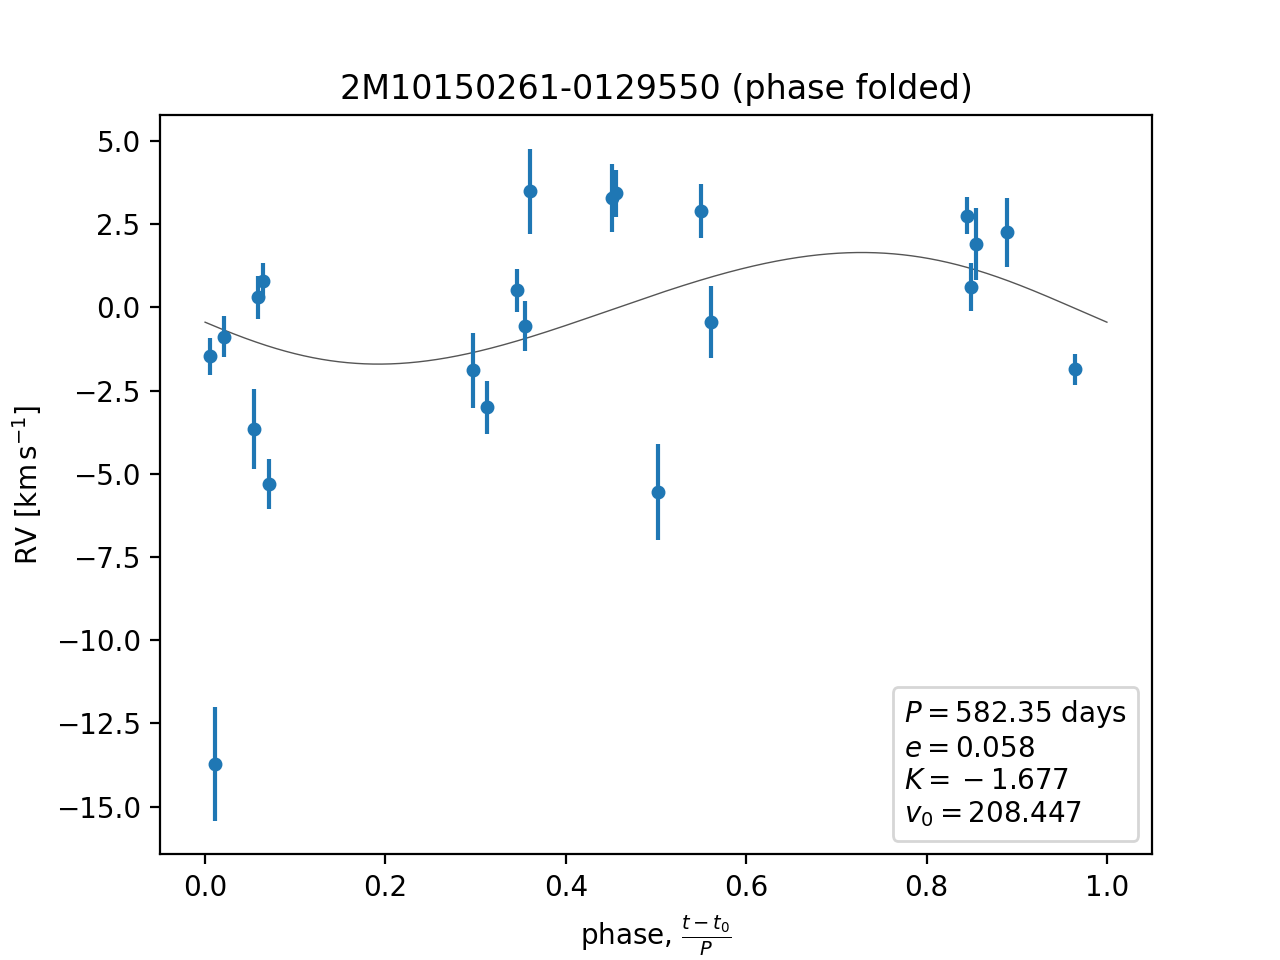 2M10150261-0129550 (phase folded)
RV [km s⁻¹]
5.0
2.5
0.0
−2.5
−5.0
−7.5
−10.0
−12.5
−15.0
P = 582.35 days
e = 0.058
K = −1.677
v₀ = 208.447
0.0 0.2 0.4 0.6 0.8 1.0
phase, (t − t₀)/P